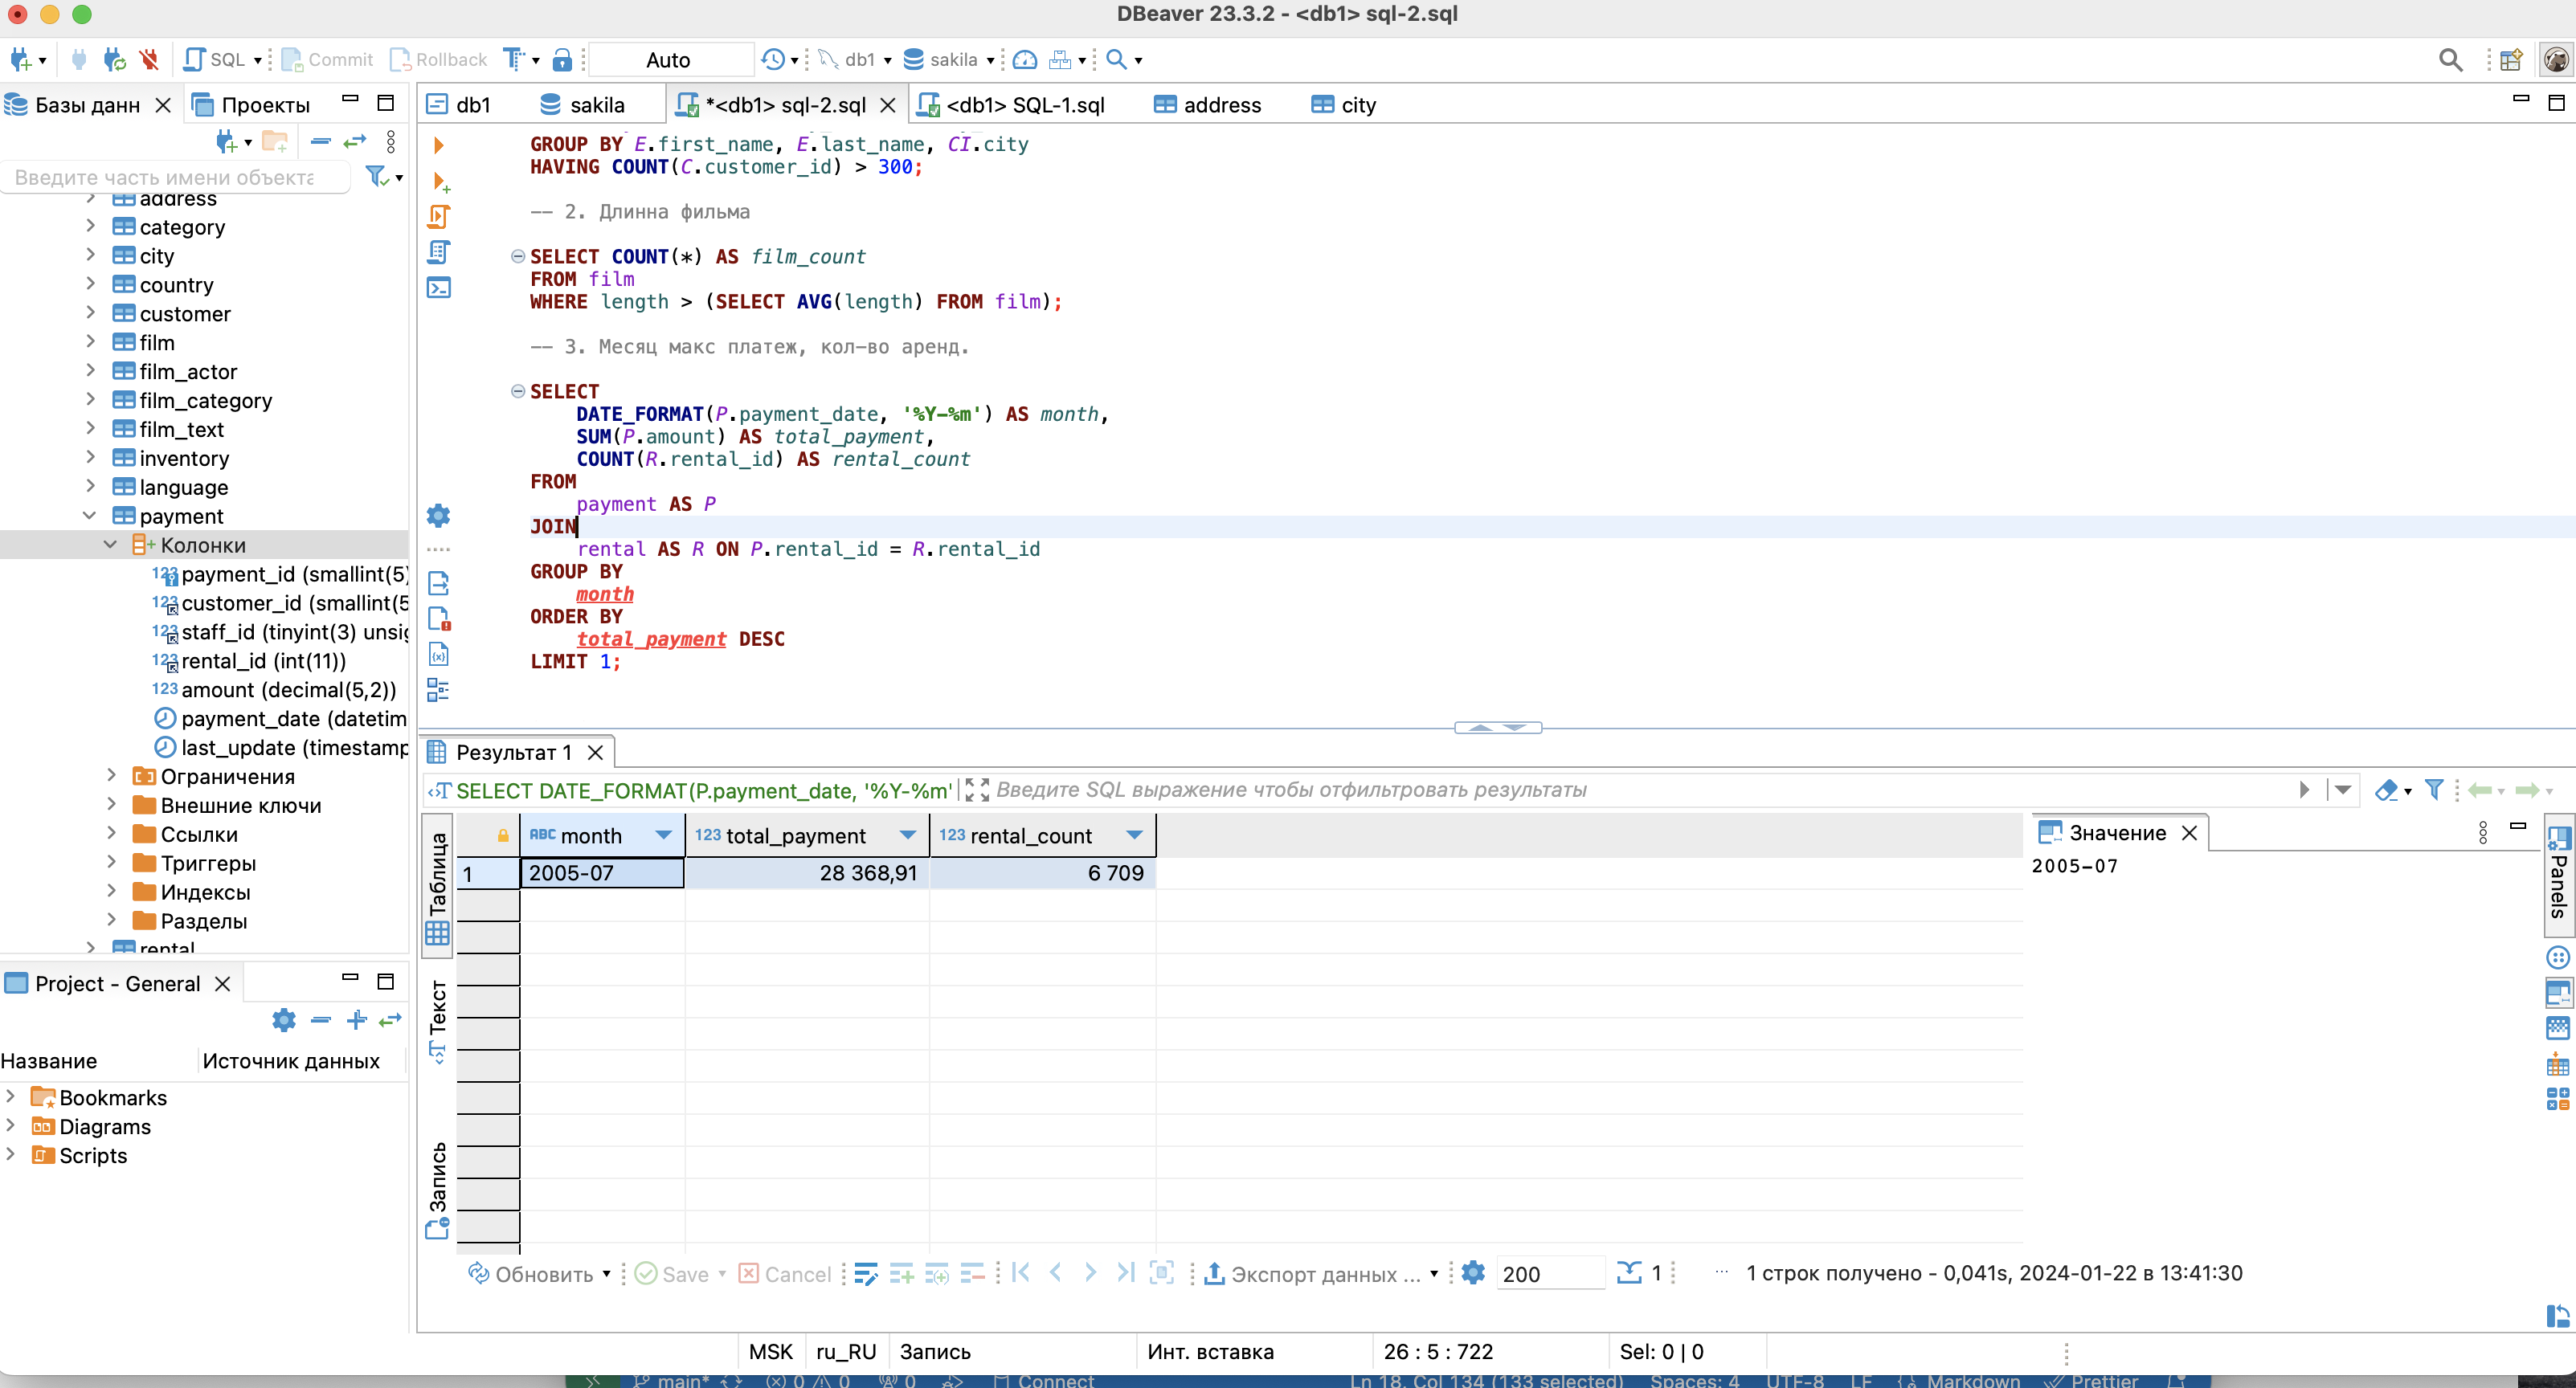 DBeaver 23.3.2 - <db1> sql-2.sql
SQL Commit Rollback Auto db1 sakila
Базы данн Проекты
db1 sakila *<db1> sql-2.sql <db1> SQL-1.sql address city
Введите часть имени объекта
address
category
city
country
customer
film
film_actor
film_category
film_text
inventory
language
payment
Колонки
payment_id (smallint(5)
customer_id (smallint(5
staff_id (tinyint(3) unsig
rental_id (int(11))
amount (decimal(5,2))
payment_date (datetim
last_update (timestamp
Ограничения
Внешние ключи
Ссылки
Триггеры
Индексы
Разделы
rental
GROUP BY E.first_name, E.last_name, CI.city
HAVING COUNT(C.customer_id) > 300;
-- 2. Длинна фильма
SELECT COUNT(*) AS film_count
FROM film
WHERE length > (SELECT AVG(length) FROM film);
-- 3. Месяц макс платеж, кол-во аренд.
SELECT
DATE_FORMAT(P.payment_date, '%Y-%m') AS month,
SUM(P.amount) AS total_payment,
COUNT(R.rental_id) AS rental_count
FROM
payment AS P
JOIN
rental AS R ON P.rental_id = R.rental_id
GROUP BY
month
ORDER BY
total_payment DESC
LIMIT 1;
Результат 1
SELECT DATE_FORMAT(P.payment_date, '%Y-%m' Введите SQL выражение чтобы отфильтровать результаты
Таблица
Текст
Запись
ABC month 123 total_payment 123 rental_count
1 2005-07 28 368,91 6 709
Значение
2005-07
Panels
Обновить Save Cancel Экспорт данных ... 200 1 ... 1 строк получено - 0,041s, 2024-01-22 в 13:41:30
Project - General
Название Источник данных
Bookmarks
Diagrams
Scripts
MSK ru_RU Запись Инт. вставка 26 : 5 : 722 Sel: 0 | 0
main* 0 0 0 Connect Ln 18, Col 134 (133 selected) Spaces: 4 UTF-8 LF Markdown Prettier